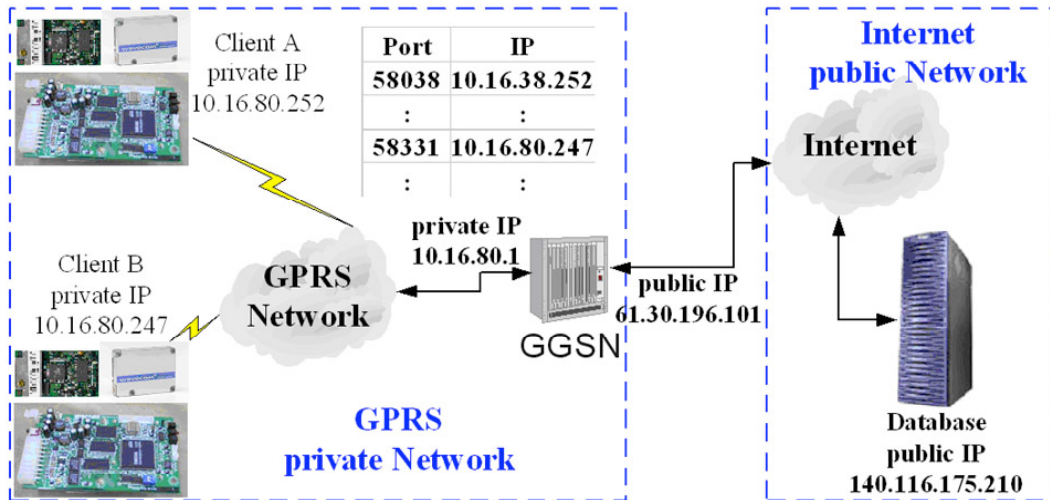 Client A
private IP
10.16.80.252
Port IP
58038 10.16.38.252
: :
58331 10.16.80.247
: :
Internet
public Network
Internet
private IP
10.16.80.1
Client B
private IP
10.16.80.247
GPRS
Network
GGSN
public IP
61.30.196.101
GPRS
private Network
Database
public IP
140.116.175.210